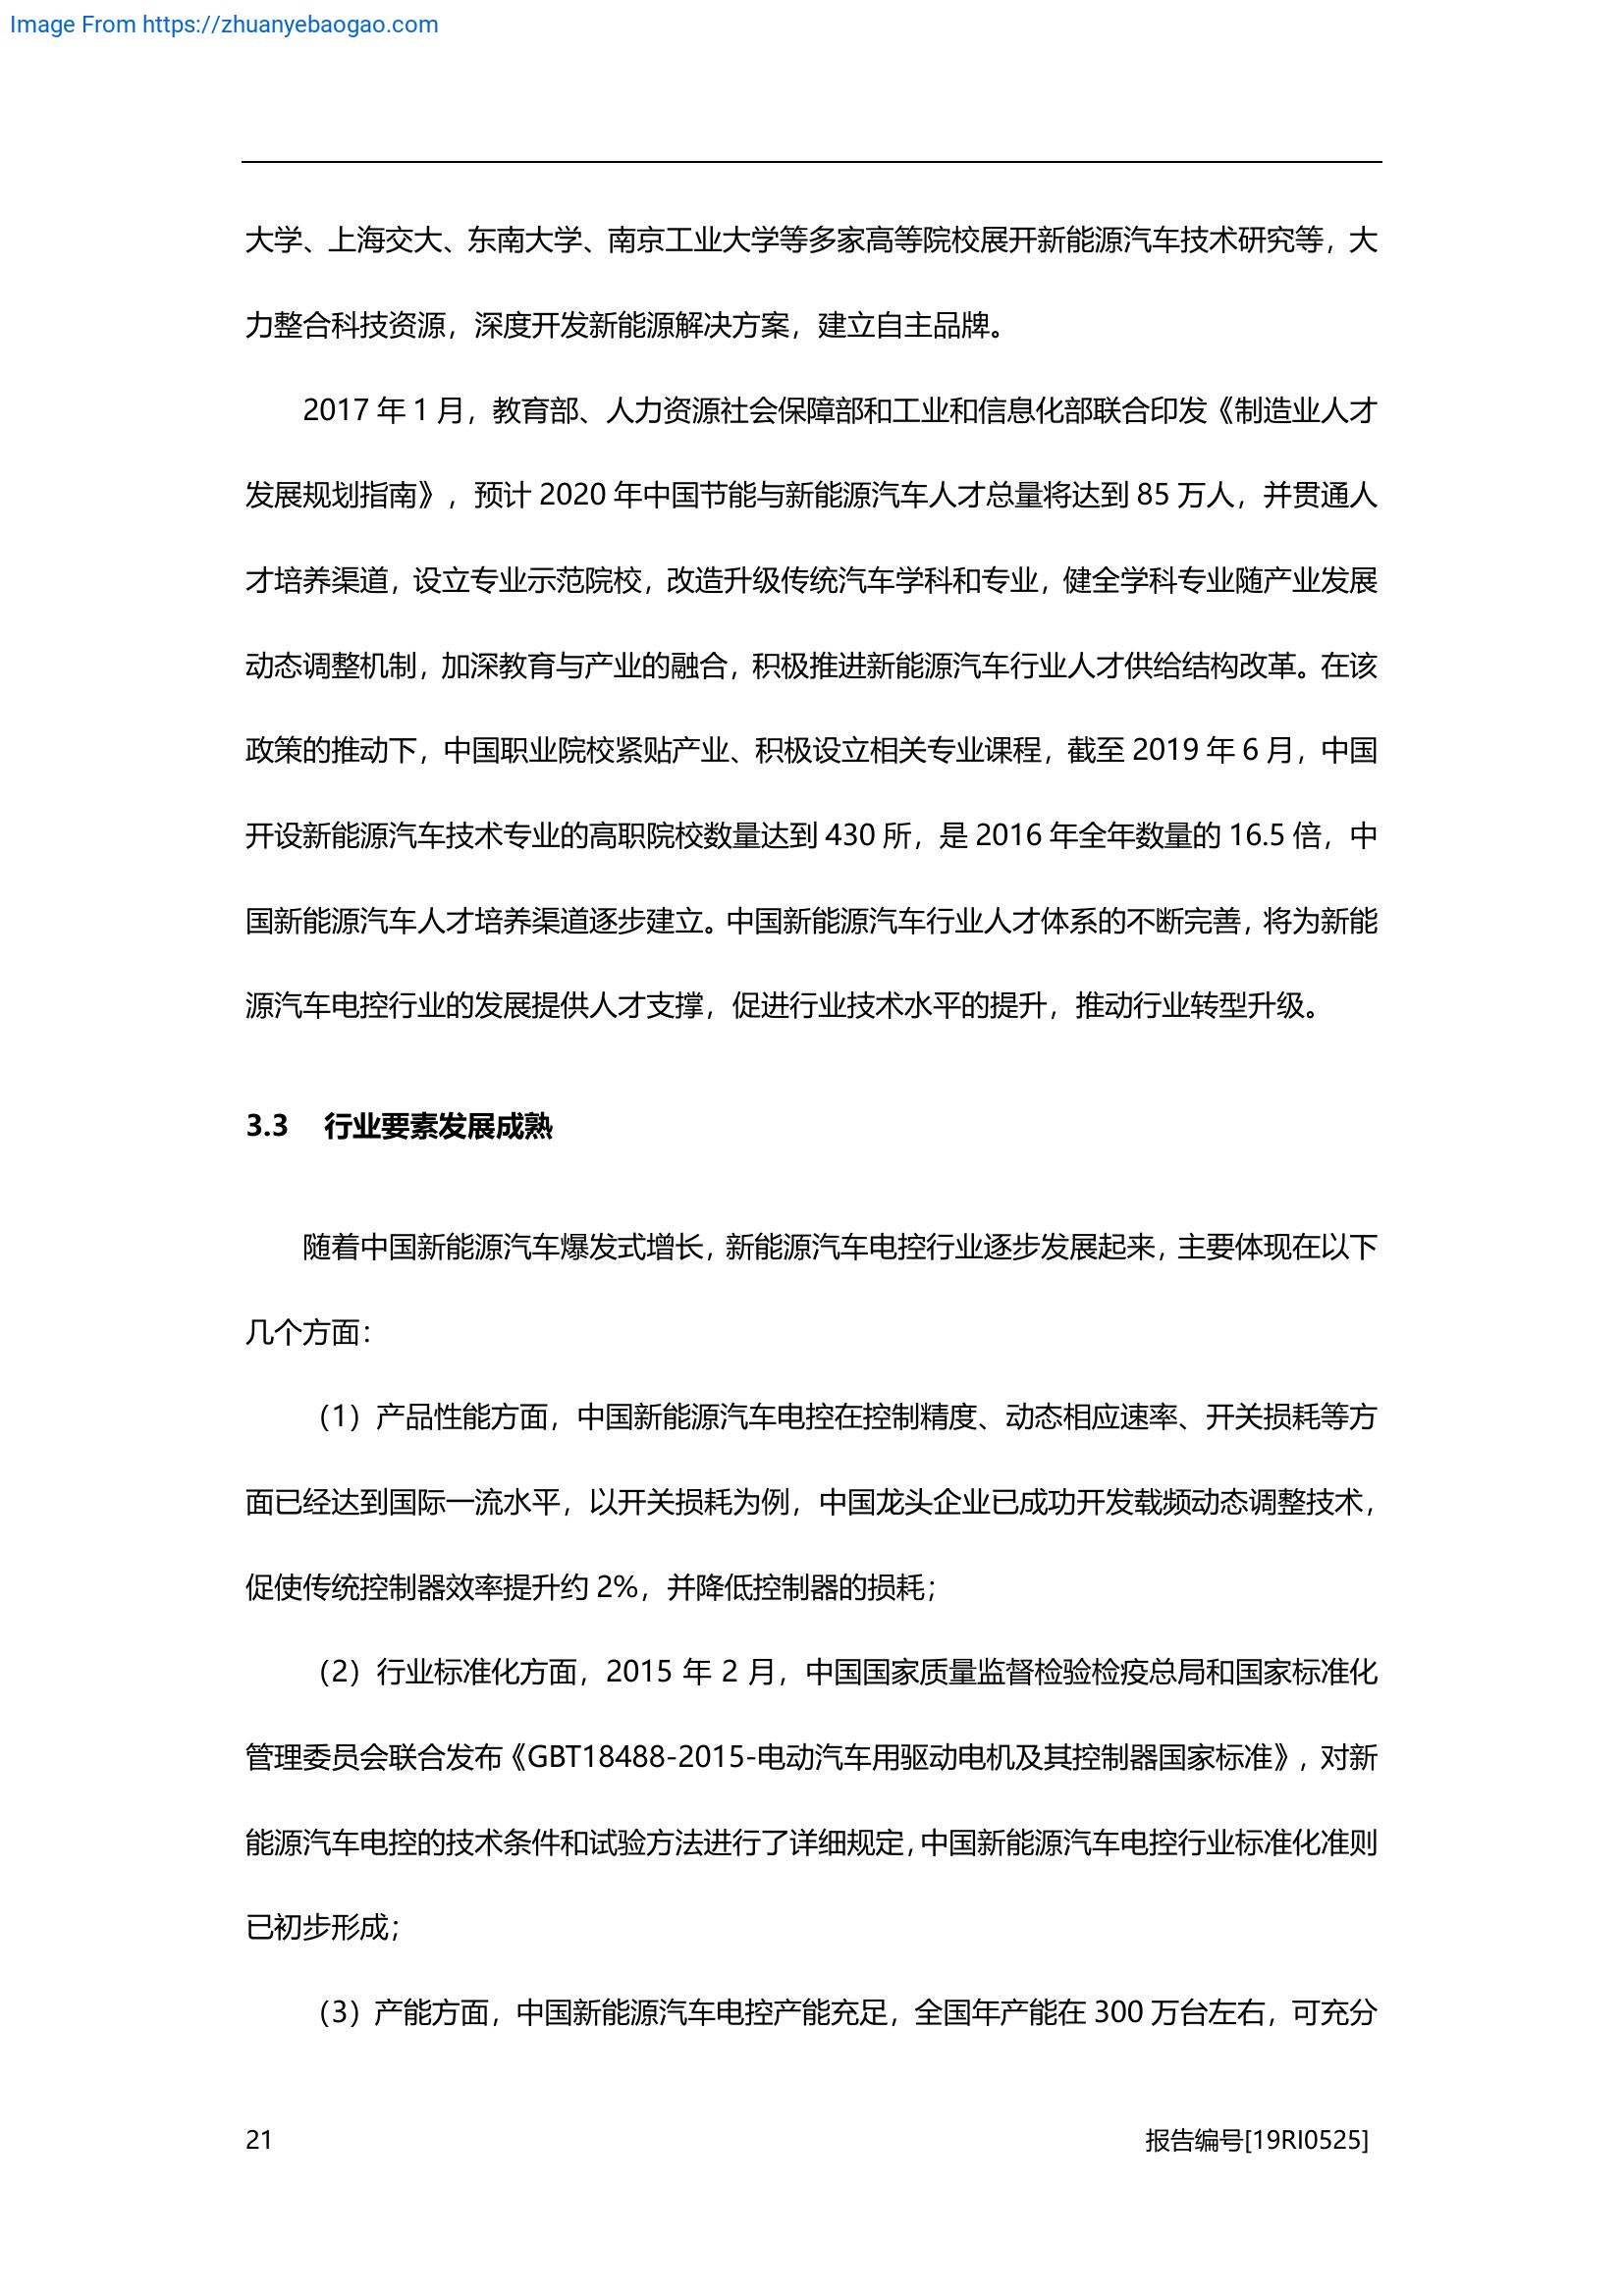 Image From https://zhuanyebaogao.com
大学、上海交大、东南大学、南京工业大学等多家高等院校展开新能源汽车技术研究等，大
力整合科技资源，深度开发新能源解决方案，建立自主品牌。
2017 年 1 月，教育部、人力资源社会保障部和工业和信息化部联合印发《制造业人才
发展规划指南》，预计 2020 年中国节能与新能源汽车人才总量将达到 85 万人，并贯通人
才培养渠道，设立专业示范院校，改造升级传统汽车学科和专业，健全学科专业随产业发展
动态调整机制，加深教育与产业的融合，积极推进新能源汽车行业人才供给结构改革。在该
政策的推动下，中国职业院校紧贴产业、积极设立相关专业课程，截至 2019 年 6 月，中国
开设新能源汽车技术专业的高职院校数量达到 430 所，是 2016 年全年数量的 16.5 倍，中
国新能源汽车人才培养渠道逐步建立。中国新能源汽车行业人才体系的不断完善，将为新能
源汽车电控行业的发展提供人才支撑，促进行业技术水平的提升，推动行业转型升级。
3.3 行业要素发展成熟
随着中国新能源汽车爆发式增长，新能源汽车电控行业逐步发展起来，主要体现在以下
几个方面：
（1）产品性能方面，中国新能源汽车电控在控制精度、动态相应速率、开关损耗等方
面已经达到国际一流水平，以开关损耗为例，中国龙头企业已成功开发载频动态调整技术，
促使传统控制器效率提升约 2%，并降低控制器的损耗；
（2）行业标准化方面，2015 年 2 月，中国国家质量监督检验检疫总局和国家标准化
管理委员会联合发布《GBT18488-2015-电动汽车用驱动电机及其控制器国家标准》，对新
能源汽车电控的技术条件和试验方法进行了详细规定，中国新能源汽车电控行业标准化准则
已初步形成；
（3）产能方面，中国新能源汽车电控产能充足，全国年产能在 300 万台左右，可充分
21 报告编号[19RI0525]